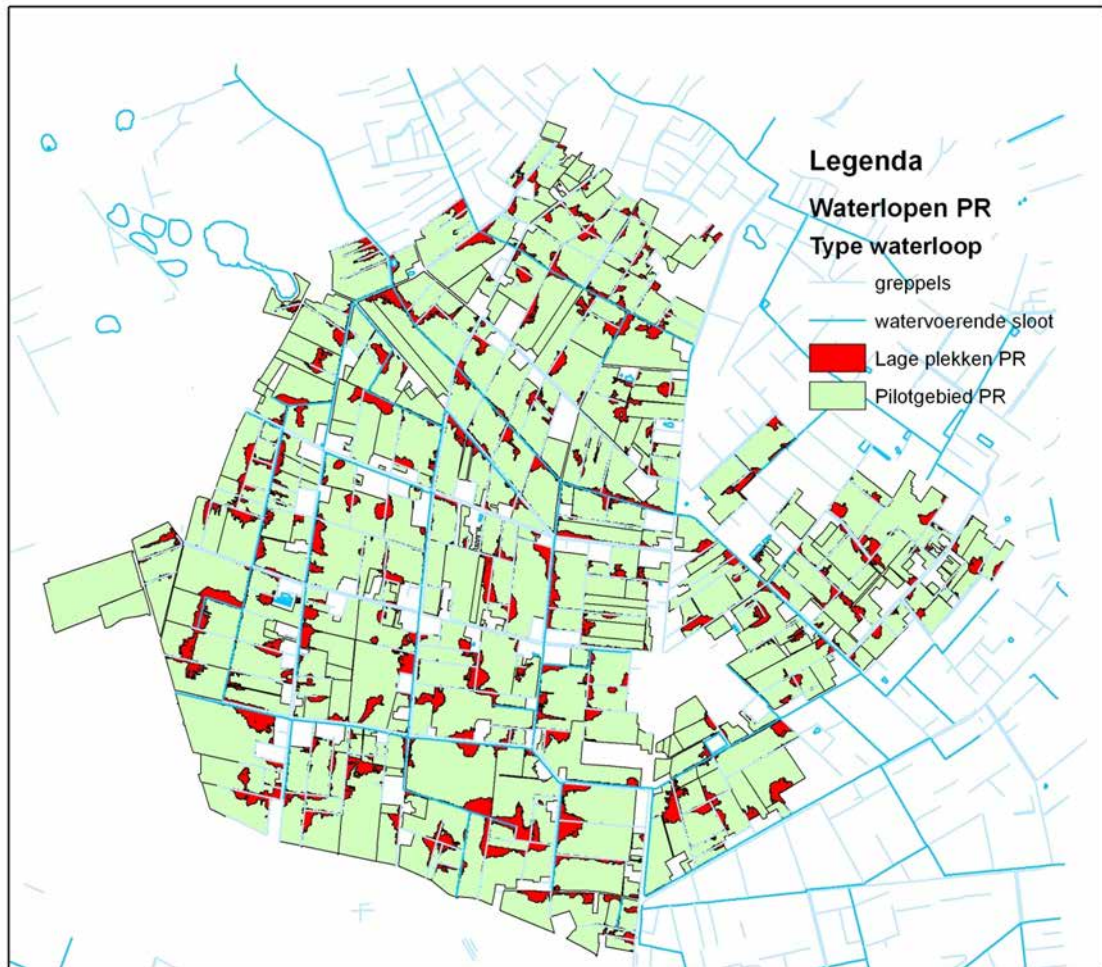 Legenda
Waterlopen PR
Type waterloop
greppels
watervoerende sloot
Lage plekken PR
Pilotgebied PR